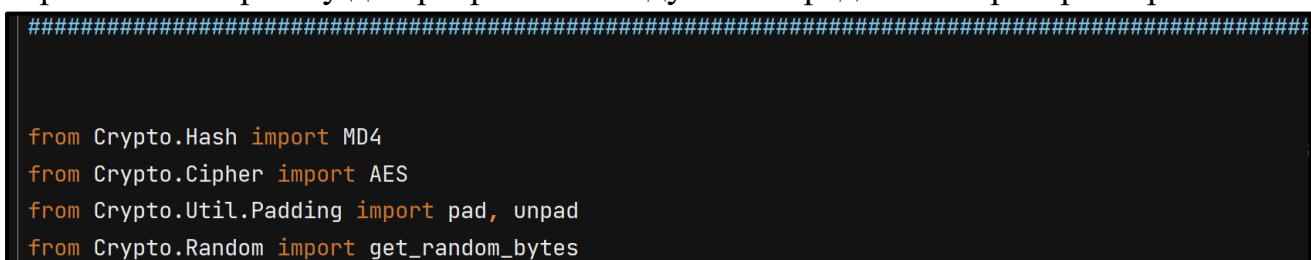 ################################################################################################
from Crypto.Hash import MD4
from Crypto.Cipher import AES
from Crypto.Util.Padding import pad, unpad
from Crypto.Random import get_random_bytes